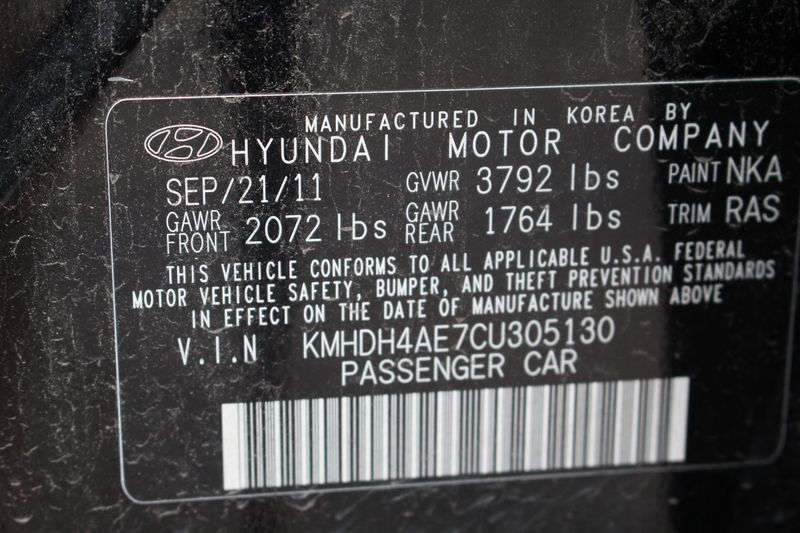 MANUFACTURED IN KOREA BY
HYUNDAI MOTOR COMPANY
SEP/21/11 GVWR 3792 lbs PAINT NKA
GAWR FRONT 2072 lbs GAWR REAR 1764 lbs TRIM RAS
THIS VEHICLE CONFORMS TO ALL APPLICABLE U.S.A. FEDERAL
MOTOR VEHICLE SAFETY, BUMPER, AND THEFT PREVENTION STANDARDS
IN EFFECT ON THE DATE OF MANUFACTURE SHOWN ABOVE
V.I.N KMHDH4AE7CU305130
PASSENGER CAR